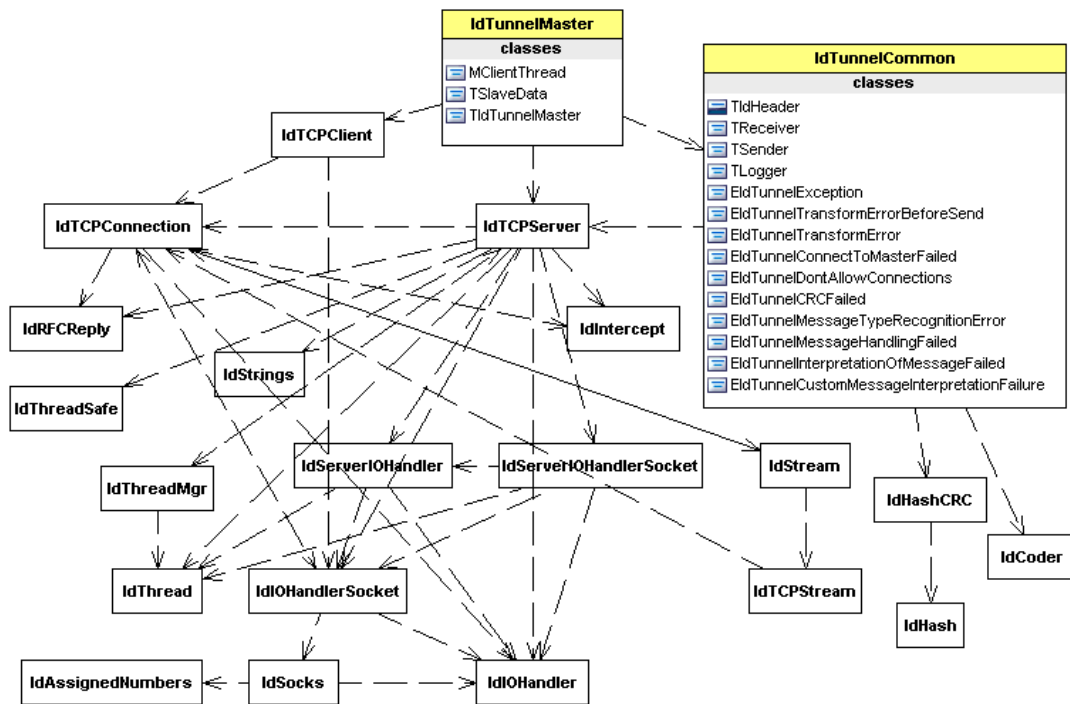 IdTunnelMaster
classes
MClientThread
TSlaveData
TIdTunnelMaster
IdTunnelCommon
classes
TIdHeader
TReceiver
TSender
TLogger
EIdTunnelException
EIdTunnelTransformErrorBeforeSend
EIdTunnelTransformError
EIdTunnelConnectToMasterFailed
EIdTunnelDontAllowConnections
EIdTunnelCRCFailed
EIdTunnelMessageTypeRecognitionError
EIdTunnelMessageHandlingFailed
EIdTunnelInterpretationOfMessageFailed
EIdTunnelCustomMessageInterpretationFailure
IdTCPClient
IdTCPConnection
IdTCPServer
IdRFCReply
IdIntercept
IdStrings
IdThreadSafe
IdServerIOHandler
IdServerIOHandlerSocket
IdStream
IdThreadMgr
IdHashCRC
IdCoder
IdThread
IdIOHandlerSocket
IdTCPStream
IdHash
IdAssignedNumbers
IdSocks
IdIOHandler